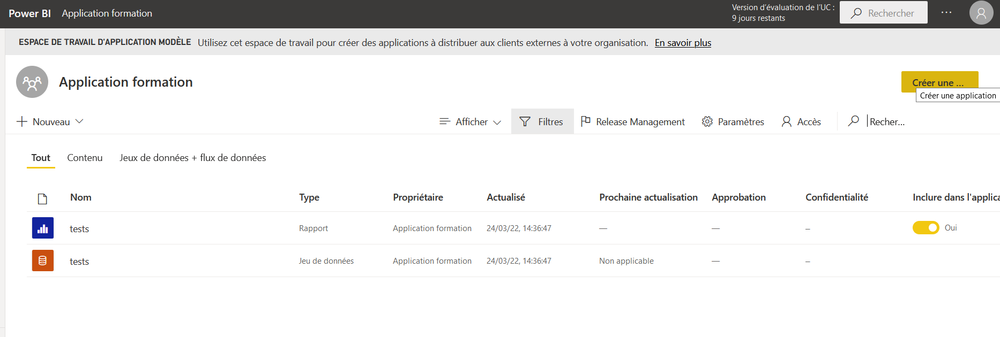 Power BI Application formation
Version d'évaluation de l'UC :
9 jours restants
Rechercher
ESPACE DE TRAVAIL D'APPLICATION MODÈLE Utilisez cet espace de travail pour créer des applications à distribuer aux clients externes à votre organisation. En savoir plus
Application formation
Créer une ...
Créer une application
Nouveau
Afficher Filtres Release Management Paramètres Accès Recher...
Tout Contenu Jeux de données + flux de données
Nom Type Propriétaire Actualisé Prochaine actualisation Approbation Confidentialité Inclure dans l'applica
tests Rapport Application formation 24/03/22, 14:36:47 — — – Oui
tests Jeu de données Application formation 24/03/22, 14:36:47 Non applicable — –